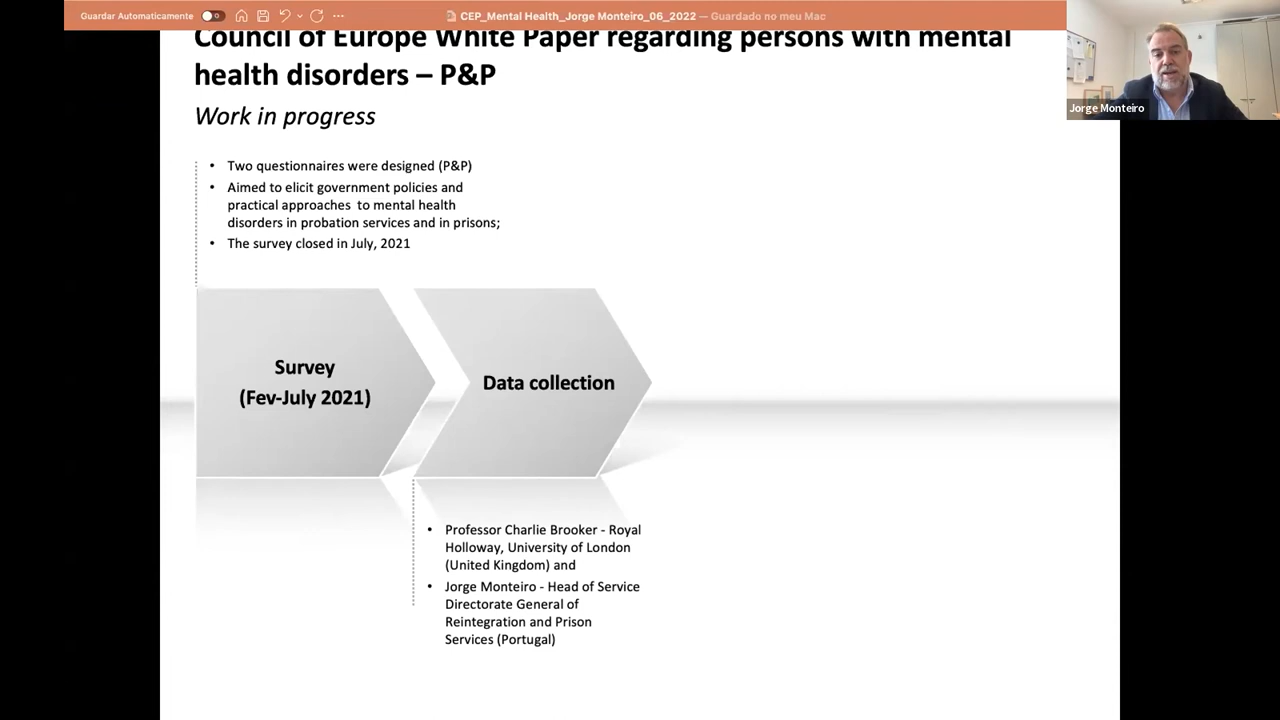 Guardar Automaticamente
CEP_Mental Health_Jorge Monteiro_06_2022 — Guardado no meu Mac
Council of Europe White Paper regarding persons with mental
health disorders – P&P
Work in progress
• Two questionnaires were designed (P&P)
• Aimed to elicit government policies and
practical approaches to mental health
disorders in probation services and in prisons;
• The survey closed in July, 2021
Survey
(Fev-July 2021)
Data collection
• Professor Charlie Brooker - Royal
Holloway, University of London
(United Kingdom) and
• Jorge Monteiro - Head of Service
Directorate General of
Reintegration and Prison
Services (Portugal)
Jorge Monteiro